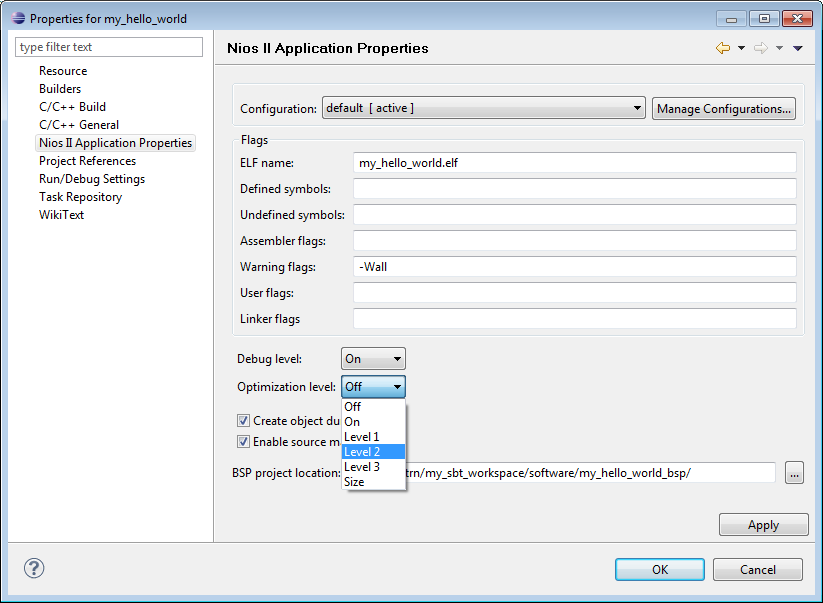 Properties for my_hello_world
type filter text
Resource
Builders
C/C++ Build
C/C++ General
Nios II Application Properties
Project References
Run/Debug Settings
Task Repository
WikiText
Nios II Application Properties
Configuration: default [ active ] Manage Configurations...
Flags
ELF name: my_hello_world.elf
Defined symbols:
Undefined symbols:
Assembler flags:
Warning flags: -Wall
User flags:
Linker flags
Debug level: On
Optimization level: Off
Off
On
Level 1
Level 2
Level 3
Size
Create object du
Enable source m
BSP project location: trn/my_sbt_workspace/software/my_hello_world_bsp/ ...
Apply
? OK Cancel